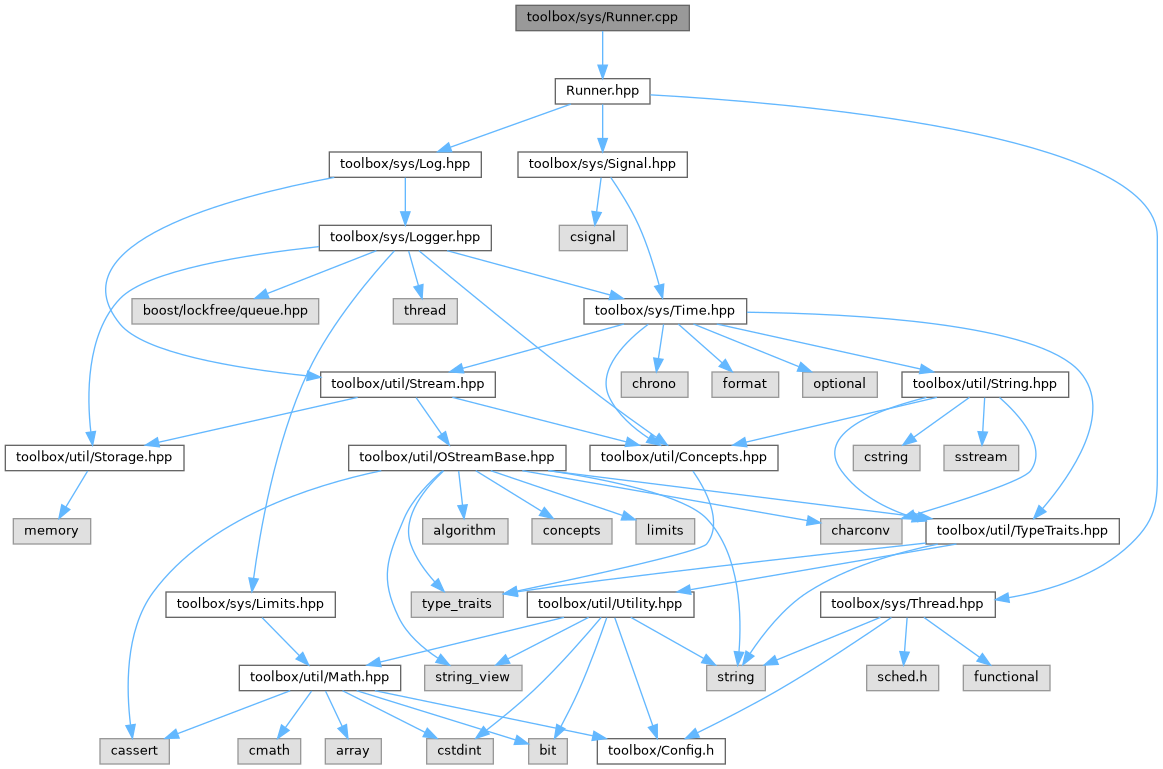 toolbox/sys/Runner.cpp
Runner.hpp
toolbox/sys/Log.hpp
toolbox/sys/Signal.hpp
toolbox/sys/Logger.hpp
csignal
boost/lockfree/queue.hpp
thread
toolbox/sys/Time.hpp
toolbox/util/Stream.hpp
chrono
format
optional
toolbox/util/String.hpp
toolbox/util/Storage.hpp
toolbox/util/OStreamBase.hpp
toolbox/util/Concepts.hpp
cstring
sstream
memory
algorithm
concepts
limits
charconv
toolbox/util/TypeTraits.hpp
toolbox/sys/Limits.hpp
type_traits
toolbox/util/Utility.hpp
toolbox/sys/Thread.hpp
toolbox/util/Math.hpp
string_view
string
sched.h
functional
cassert
cmath
array
cstdint
bit
toolbox/Config.h